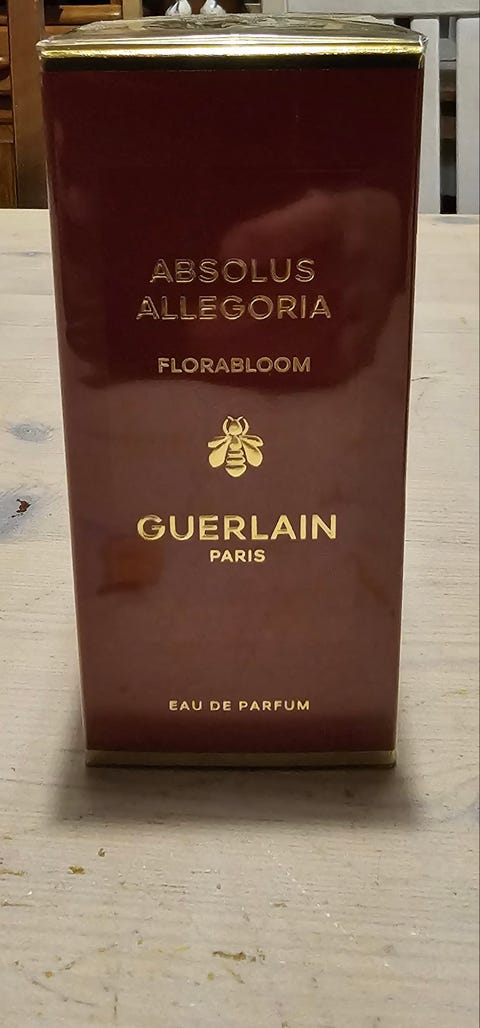 ABSOLUS
ALLEGORIA
FLORABLOOM
GUERLAIN
PARIS
EAU DE PARFUM